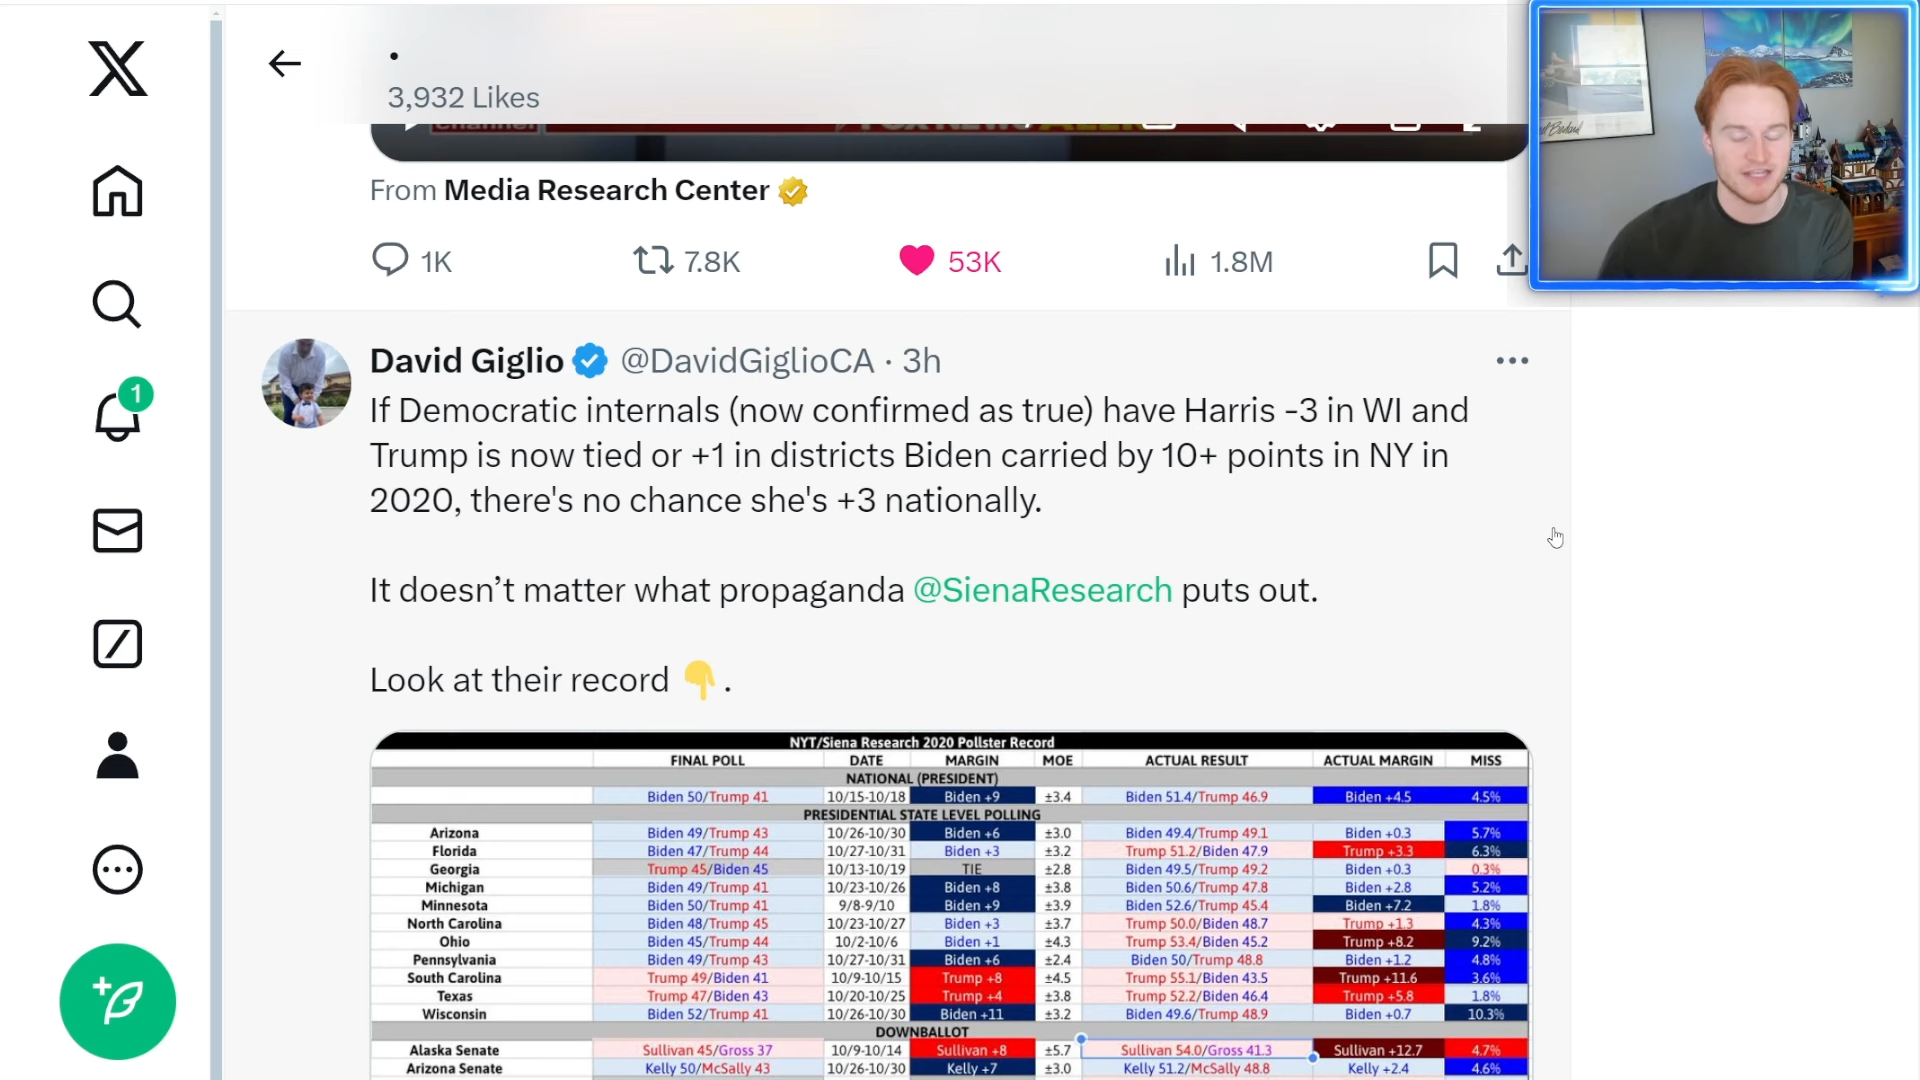 3,932 Likes
Channel
From Media Research Center
1K 7.8K 53K 1.8M
1
David Giglio @DavidGiglioCA · 3h
If Democratic internals (now confirmed as true) have Harris -3 in WI and
Trump is now tied or +1 in districts Biden carried by 10+ points in NY in
2020, there's no chance she's +3 nationally.
It doesn’t matter what propaganda @SienaResearch puts out.
Look at their record 👇.
NYT/Siena Research 2020 Pollster Record
FINAL POLL DATE MARGIN MOE ACTUAL RESULT ACTUAL MARGIN MISS
NATIONAL (PRESIDENT)
Biden 50/Trump 41 10/15-10/18 Biden +9 ±3.4 Biden 51.4/Trump 46.9 Biden +4.5 4.5%
PRESIDENTIAL STATE LEVEL POLLING
Arizona Biden 49/Trump 43 10/26-10/30 Biden +6 ±3.0 Biden 49.4/Trump 49.1 Biden +0.3 5.7%
Florida Biden 47/Trump 44 10/27-10/31 Biden +3 ±3.2 Trump 51.2/Biden 47.9 Trump +3.3 6.3%
Georgia Trump 45/Biden 45 10/13-10/19 TIE ±2.8 Biden 49.5/Trump 49.2 Biden +0.3 0.3%
Michigan Biden 49/Trump 41 10/23-10/26 Biden +8 ±3.8 Biden 50.6/Trump 47.8 Biden +2.8 5.2%
Minnesota Biden 50/Trump 41 9/8-9/10 Biden +9 ±3.9 Biden 52.6/Trump 45.4 Biden +7.2 1.8%
North Carolina Biden 48/Trump 45 10/23-10/27 Biden +3 ±3.7 Trump 50.0/Biden 48.7 Trump +1.3 4.3%
Ohio Biden 45/Trump 44 10/2-10/6 Biden +1 ±4.3 Trump 53.4/Biden 45.2 Trump +8.2 9.2%
Pennsylvania Biden 49/Trump 43 10/27-10/31 Biden +6 ±2.4 Biden 50/Trump 48.8 Biden +1.2 4.8%
South Carolina Trump 49/Biden 41 10/9-10/15 Trump +8 ±4.5 Trump 55.1/Biden 43.5 Trump +11.6 3.6%
Texas Trump 47/Biden 43 10/20-10/25 Trump +4 ±3.8 Trump 52.2/Biden 46.4 Trump +5.8 1.8%
Wisconsin Biden 52/Trump 41 10/26-10/30 Biden +11 ±3.2 Biden 49.6/Trump 48.9 Biden +0.7 10.3%
DOWNBALLOT
Alaska Senate Sullivan 45/Gross 37 10/9-10/14 Sullivan +8 ±5.7 Sullivan 54.0/Gross 41.3 Sullivan +12.7 4.7%
Arizona Senate Kelly 50/McSally 43 10/26-10/30 Kelly +7 ±3.0 Kelly 51.2/McSally 48.8 Kelly +2.4 4.6%